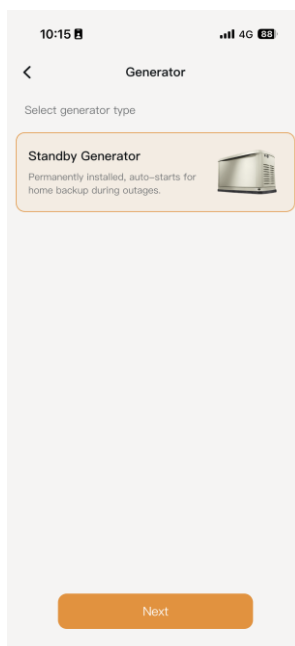 10:15 4G 88
Generator
Select generator type
Standby Generator
Permanently installed, auto-starts for
home backup during outages.
Next